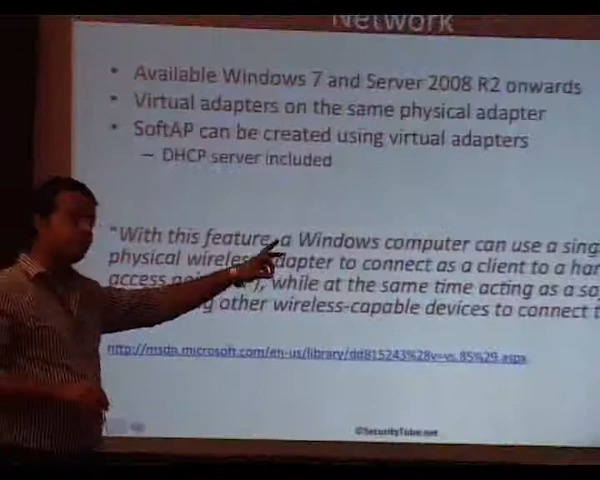 Network
• Available Windows 7 and Server 2008 R2 onwards
• Virtual adapters on the same physical adapter
• SoftAP can be created using virtual adapters
– DHCP server included
"With this feature, a Windows computer can use a sing
physical wireless adapter to connect as a client to a har
access while at the same time acting as a so
other wireless-capable devices to connect t
http://msdn.microsoft.com/en-us/library/dd815243%28v=vs.85%29.aspx
©SecurityTube.net